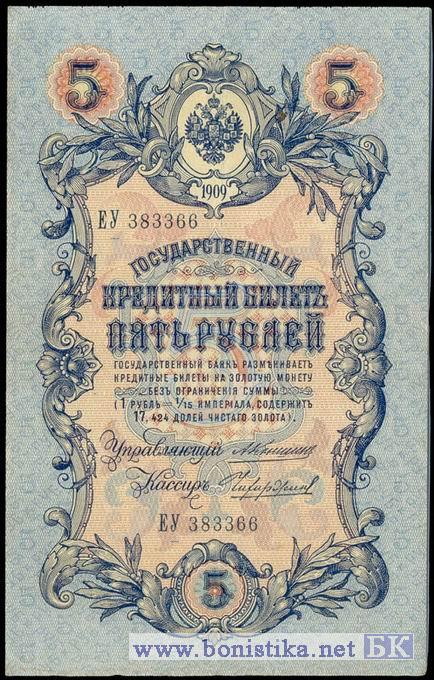 5 5
1909
ЕУ 383366
ГОСУДАРСТВЕННЫЙ
КРЕДИТНЫЙ БИЛЕТЪ
ПЯТЬ РУБЛЕЙ
ГОСУДАРСТВЕННЫЙ БАНКЪ РАЗМѢНИВАЕТЪ
КРЕДИТНЫЕ БИЛЕТЫ НА ЗОЛОТУЮ МОНЕТУ
БЕЗЪ ОГРАНИЧЕНІЯ СУММЫ
(1 РУБЛЬ = 1/15 ИМПЕРІАЛА, СОДЕРЖИТЪ
17,424 ДОЛЕЙ ЧИСТАГО ЗОЛОТА).
Управляющій
Кассиръ
ЕУ 383366
5
www.bonistika.net БК